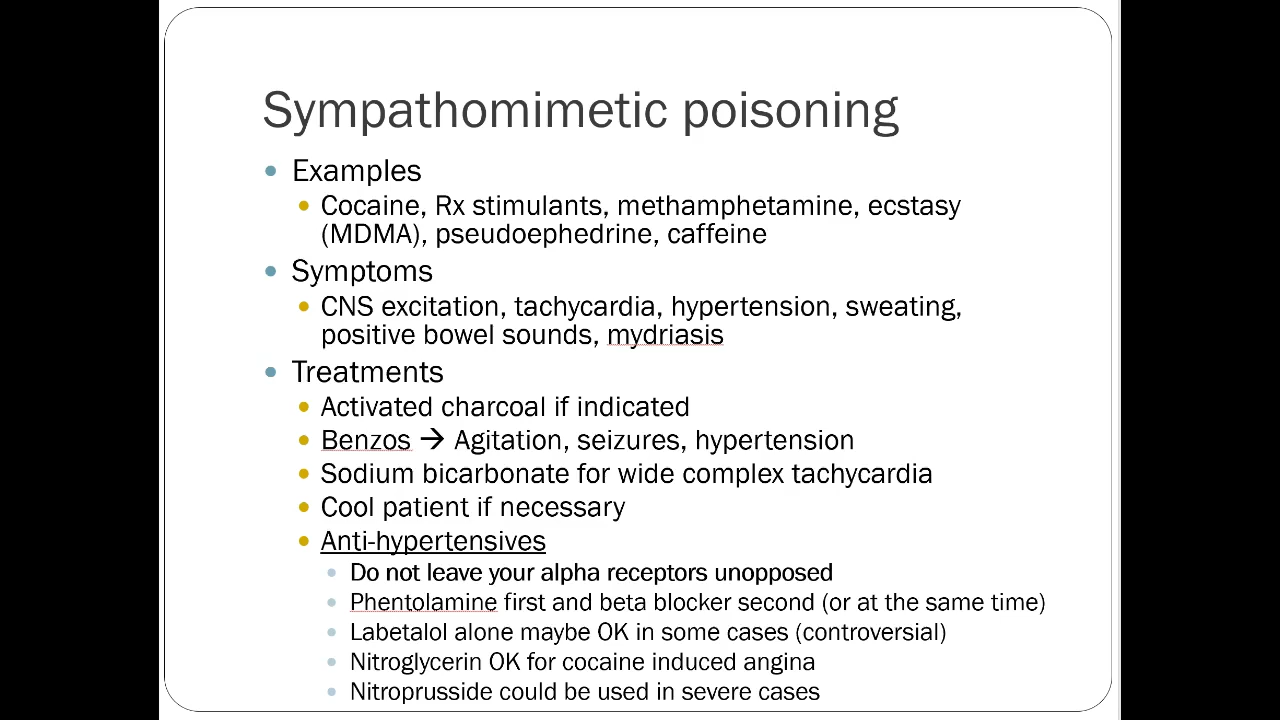 Sympathomimetic poisoning
• Examples
• Cocaine, Rx stimulants, methamphetamine, ecstasy
(MDMA), pseudoephedrine, caffeine
• Symptoms
• CNS excitation, tachycardia, hypertension, sweating,
positive bowel sounds, mydriasis
• Treatments
• Activated charcoal if indicated
• Benzos → Agitation, seizures, hypertension
• Sodium bicarbonate for wide complex tachycardia
• Cool patient if necessary
• Anti-hypertensives
• Do not leave your alpha receptors unopposed
• Phentolamine first and beta blocker second (or at the same time)
• Labetalol alone maybe OK in some cases (controversial)
• Nitroglycerin OK for cocaine induced angina
• Nitroprusside could be used in severe cases